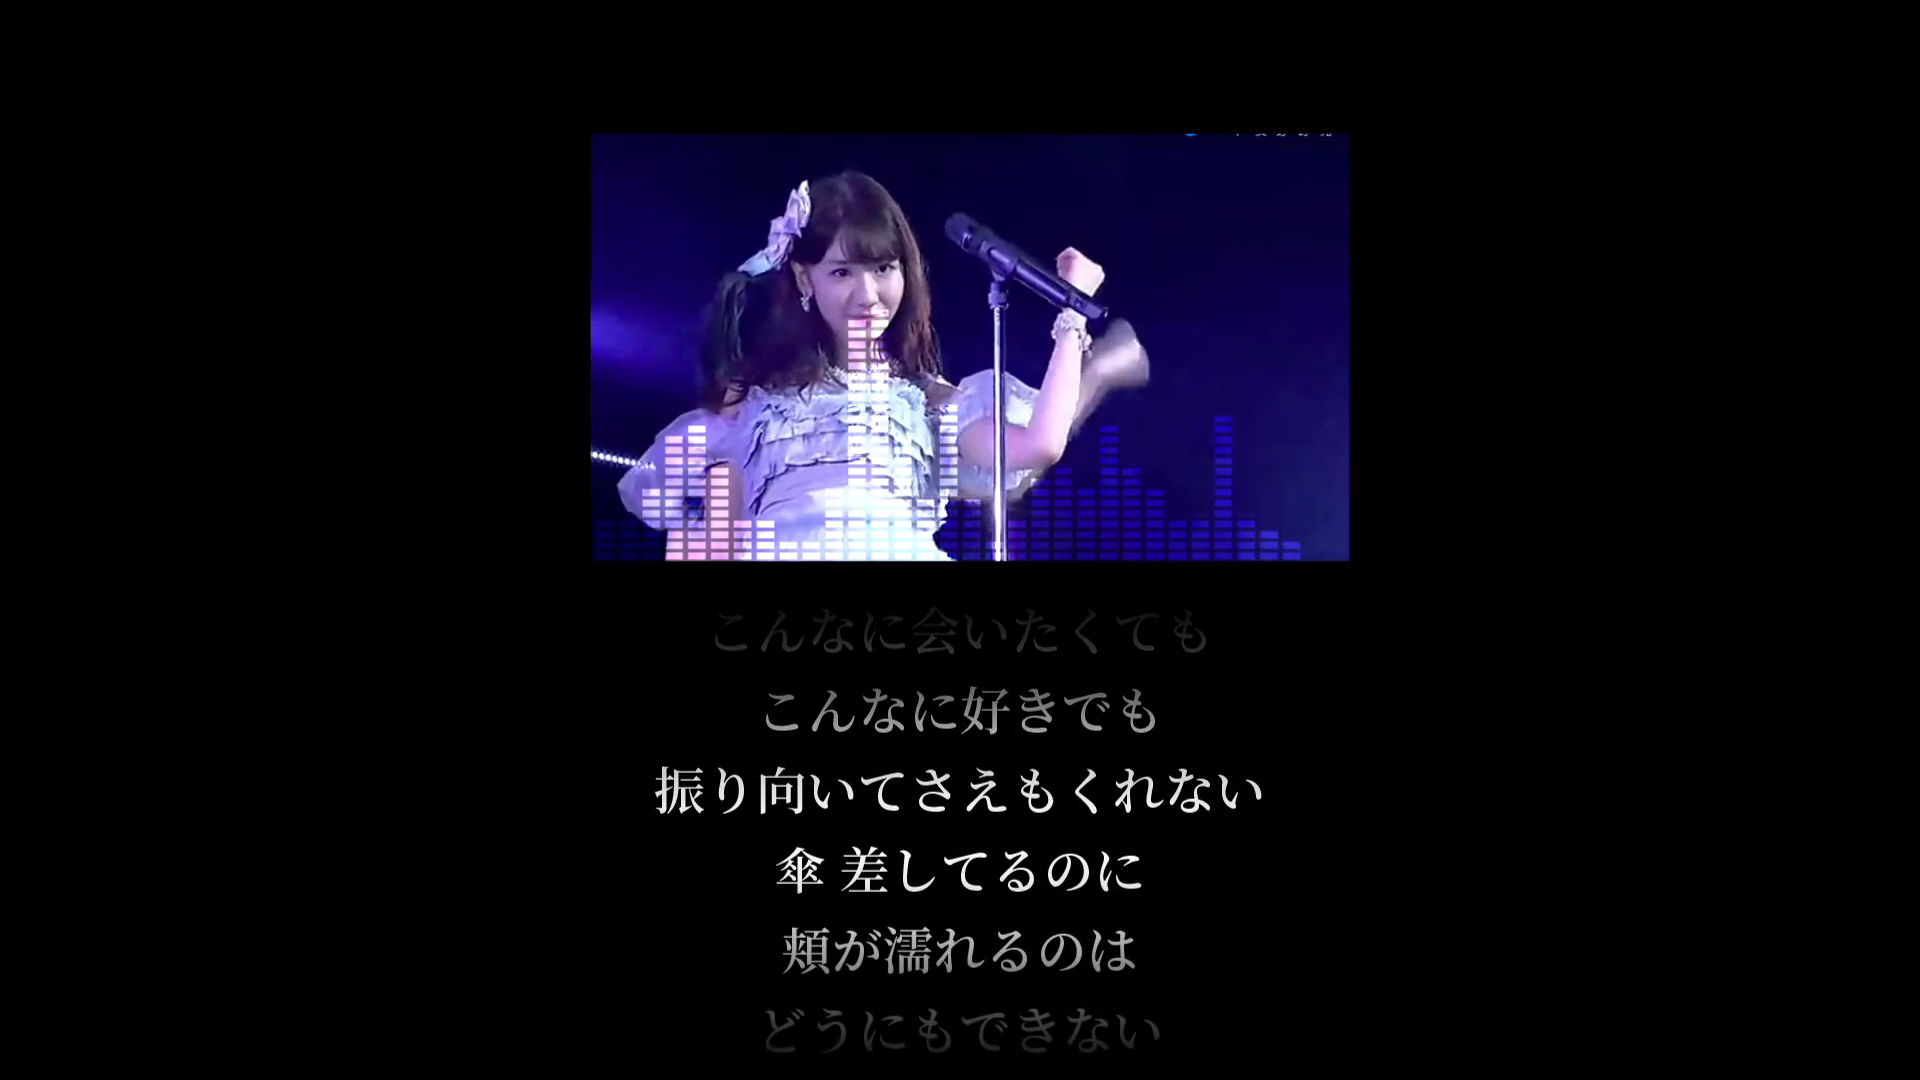 こんなに会いたくても
こんなに好きでも
振り向いてさえもくれない
傘 差してるのに
頬が濡れるのは
どうにもできない